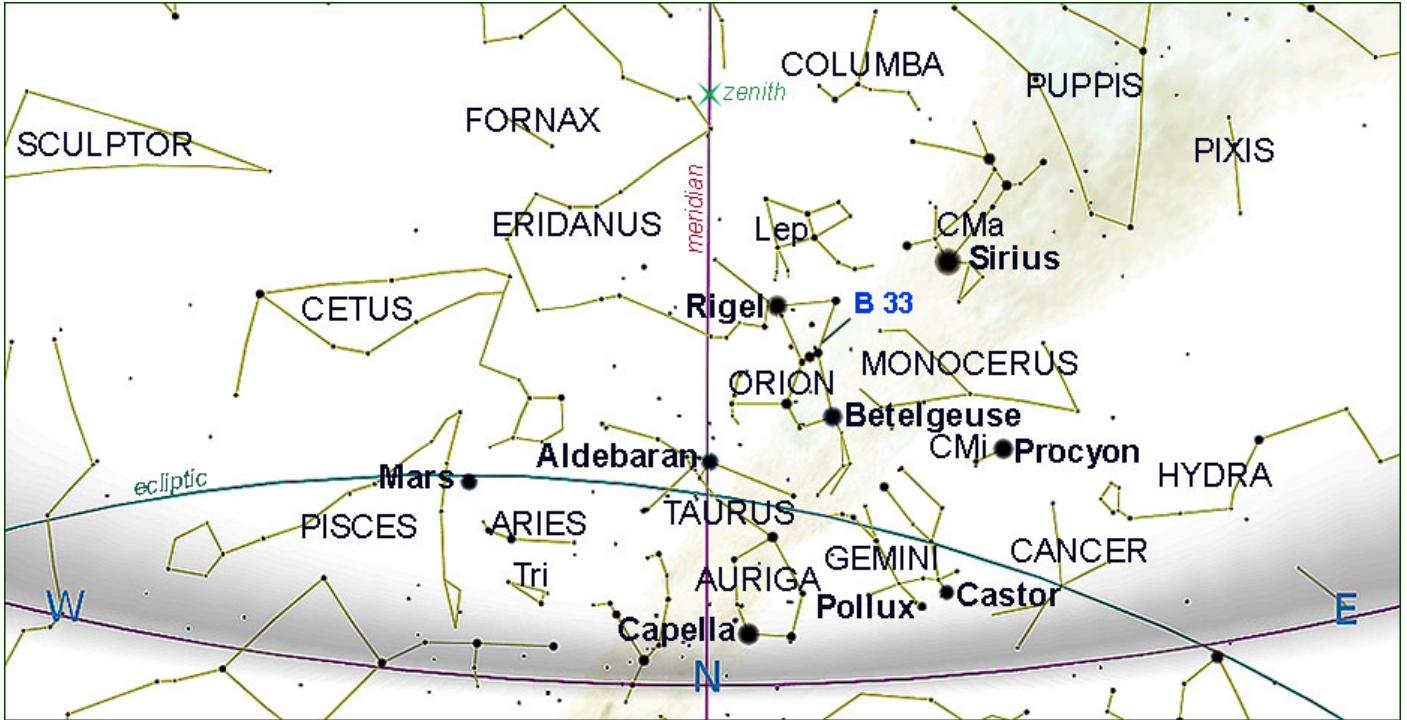 COLUMBA
PUPPIS
zenith
FORNAX
SCULPTOR
PIXIS
meridian
ERIDANUS
Lep
CMa
Sirius
CETUS
Rigel
B 33
MONOCERUS
ORION
Betelgeuse
Aldebaran
CMi
Procyon
Mars
ecliptic
HYDRA
TAURUS
PISCES
ARIES
GEMINI
CANCER
Tri
AURIGA
Pollux
Castor
W
E
Capella
N